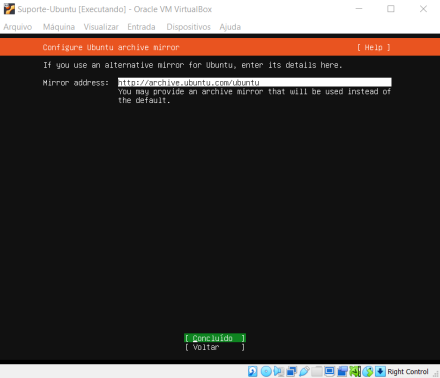 Suporte-Ubuntu [Executando] - Oracle VM VirtualBox
Arquivo Máquina Visualizar Entrada Dispositivos Ajuda
Configure Ubuntu archive mirror [ Help ]
If you use an alternative mirror for Ubuntu, enter its details here.
Mirror address: http://archive.ubuntu.com/ubuntu
You may provide an archive mirror that will be used instead of
the default.
[ Concluído ]
[ Voltar ]
Right Control